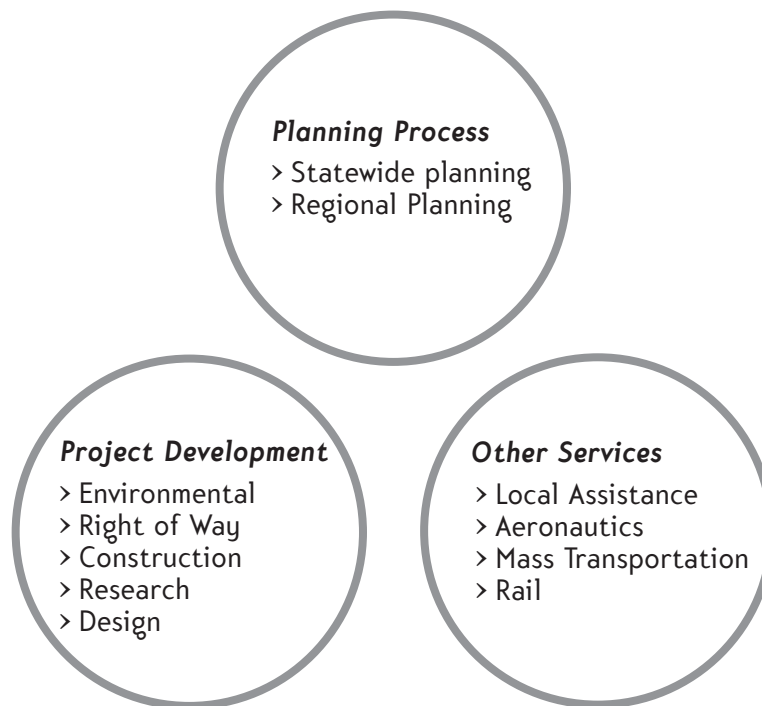 Planning Process
> Statewide planning
> Regional Planning
Project Development
> Environmental
> Right of Way
> Construction
> Research
> Design
Other Services
> Local Assistance
> Aeronautics
> Mass Transportation
> Rail